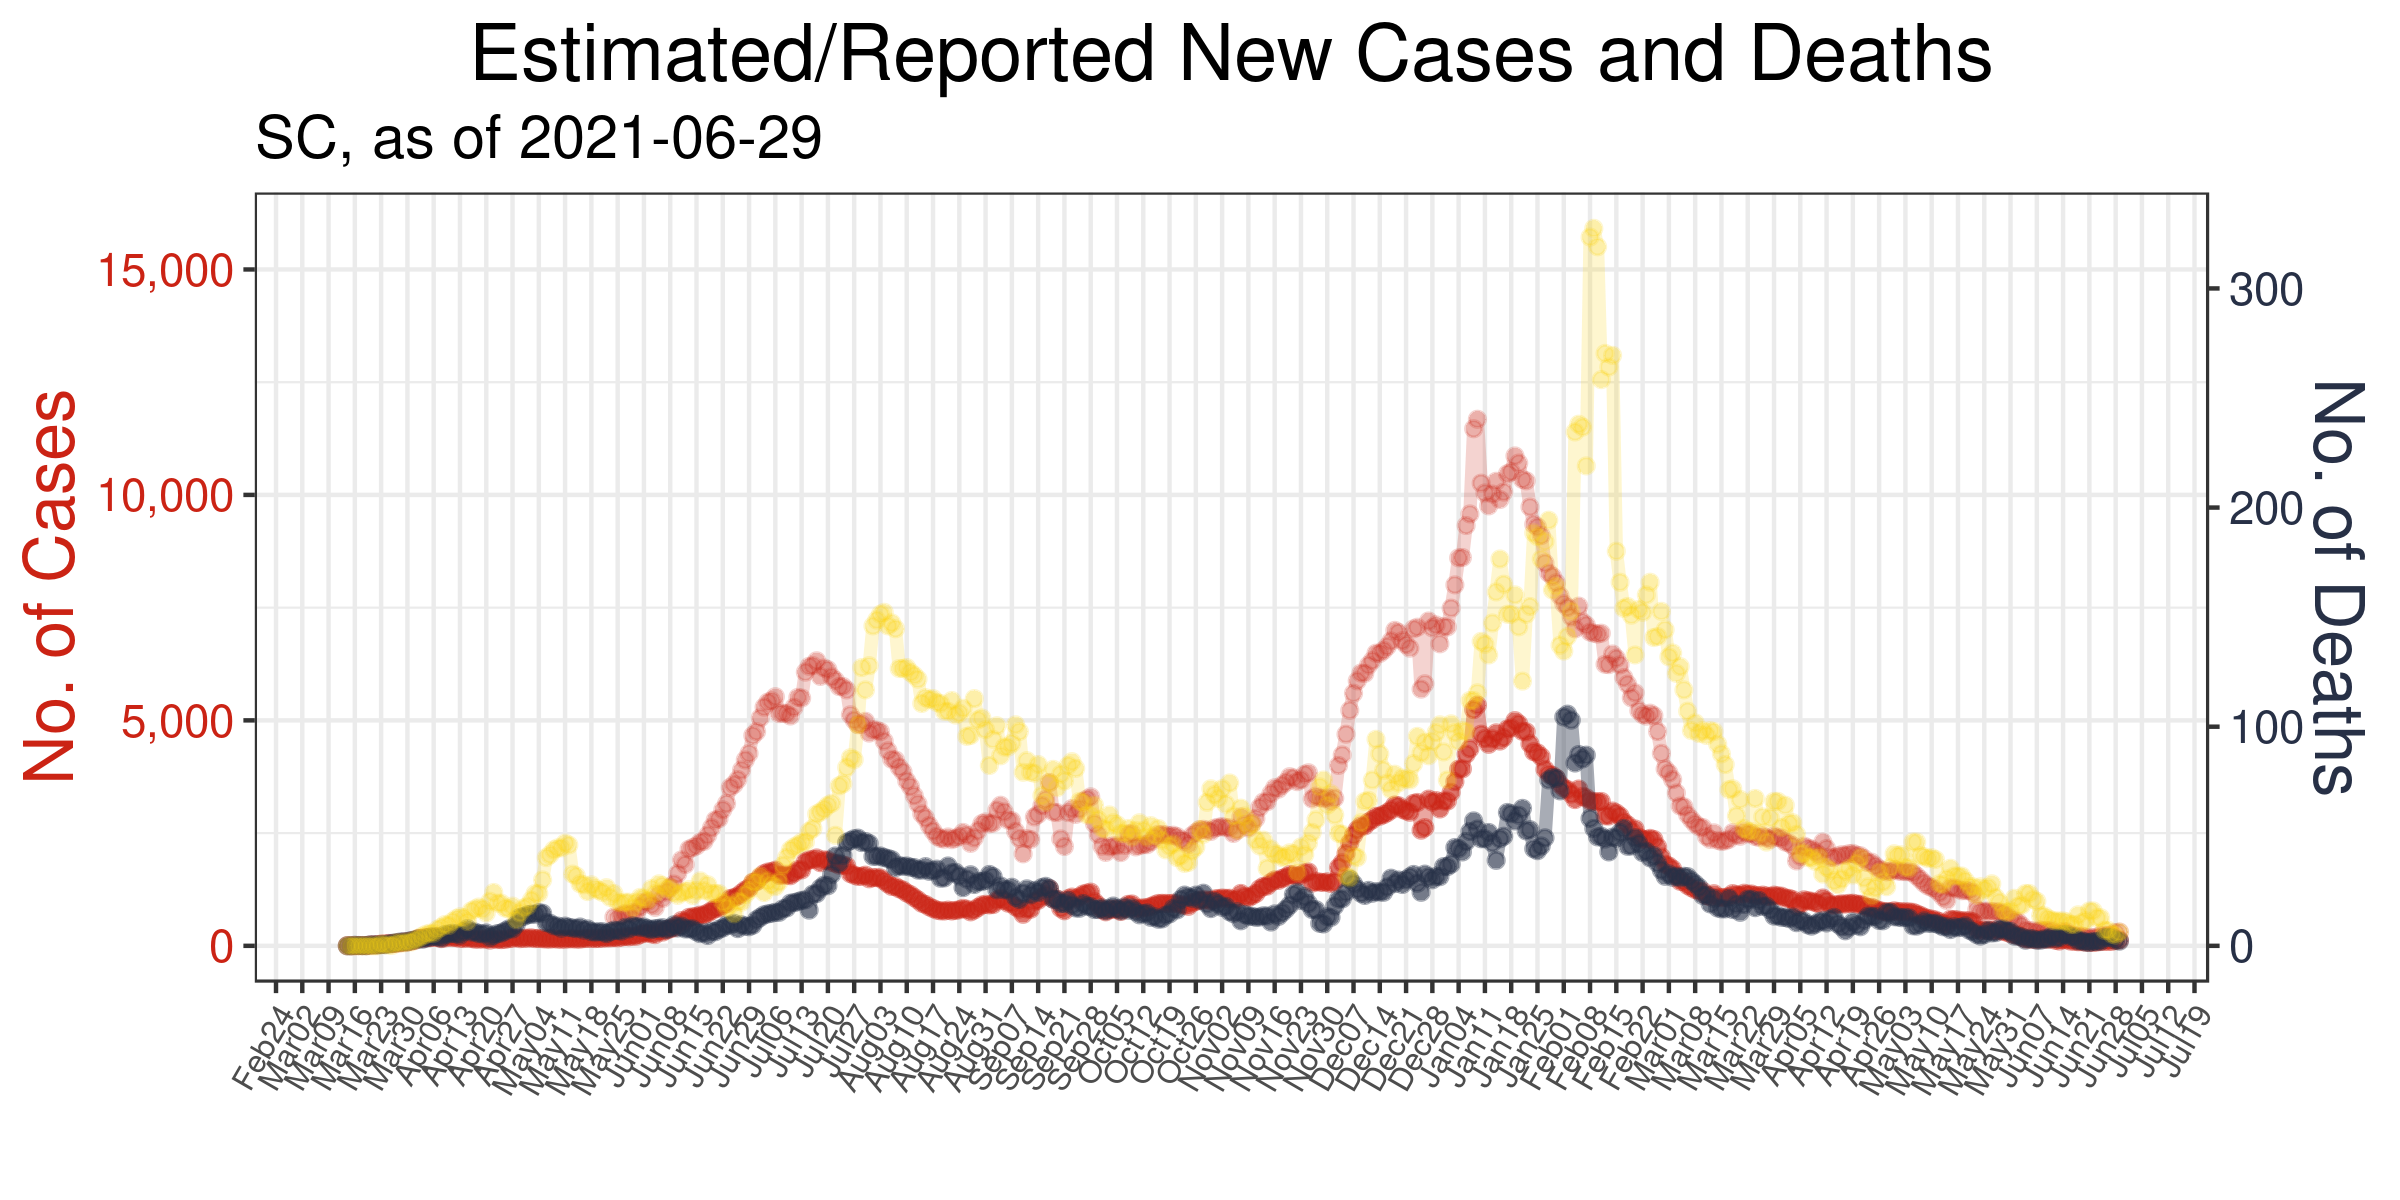 Estimated/Reported New Cases and Deaths
SC, as of 2021-06-29
No. of Cases
15,000
10,000
5,000
0
300
200
100
0
No. of Deaths
Feb24
Mar02
Mar09
Mar16
Mar23
Mar30
Apr06
Apr13
Apr20
Apr27
May04
May11
May18
May25
Jun01
Jun08
Jun15
Jun22
Jun29
Jul06
Jul13
Jul20
Jul27
Aug03
Aug10
Aug17
Aug24
Aug31
Sep07
Sep14
Sep21
Sep28
Oct05
Oct12
Oct19
Oct26
Nov02
Nov09
Nov16
Nov23
Nov30
Dec07
Dec14
Dec21
Dec28
Jan04
Jan11
Jan18
Jan25
Feb01
Feb08
Feb15
Feb22
Mar01
Mar08
Mar15
Mar22
Mar29
Apr05
Apr12
Apr19
Apr26
May03
May10
May17
May24
May31
Jun07
Jun14
Jun21
Jun28
Jul05
Jul12
Jul19